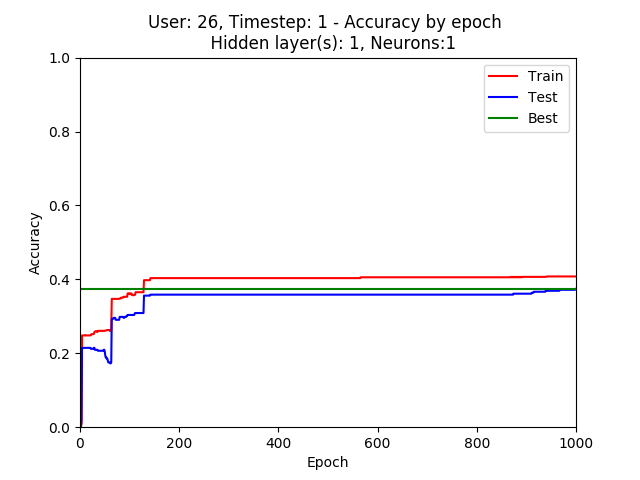 User: 26, Timestep: 1 - Accuracy by epoch
Hidden layer(s): 1, Neurons:1
1.0
0.8
0.6
0.4
0.2
0.0
Accuracy
Train
Test
Best
0 200 400 600 800 1000
Epoch